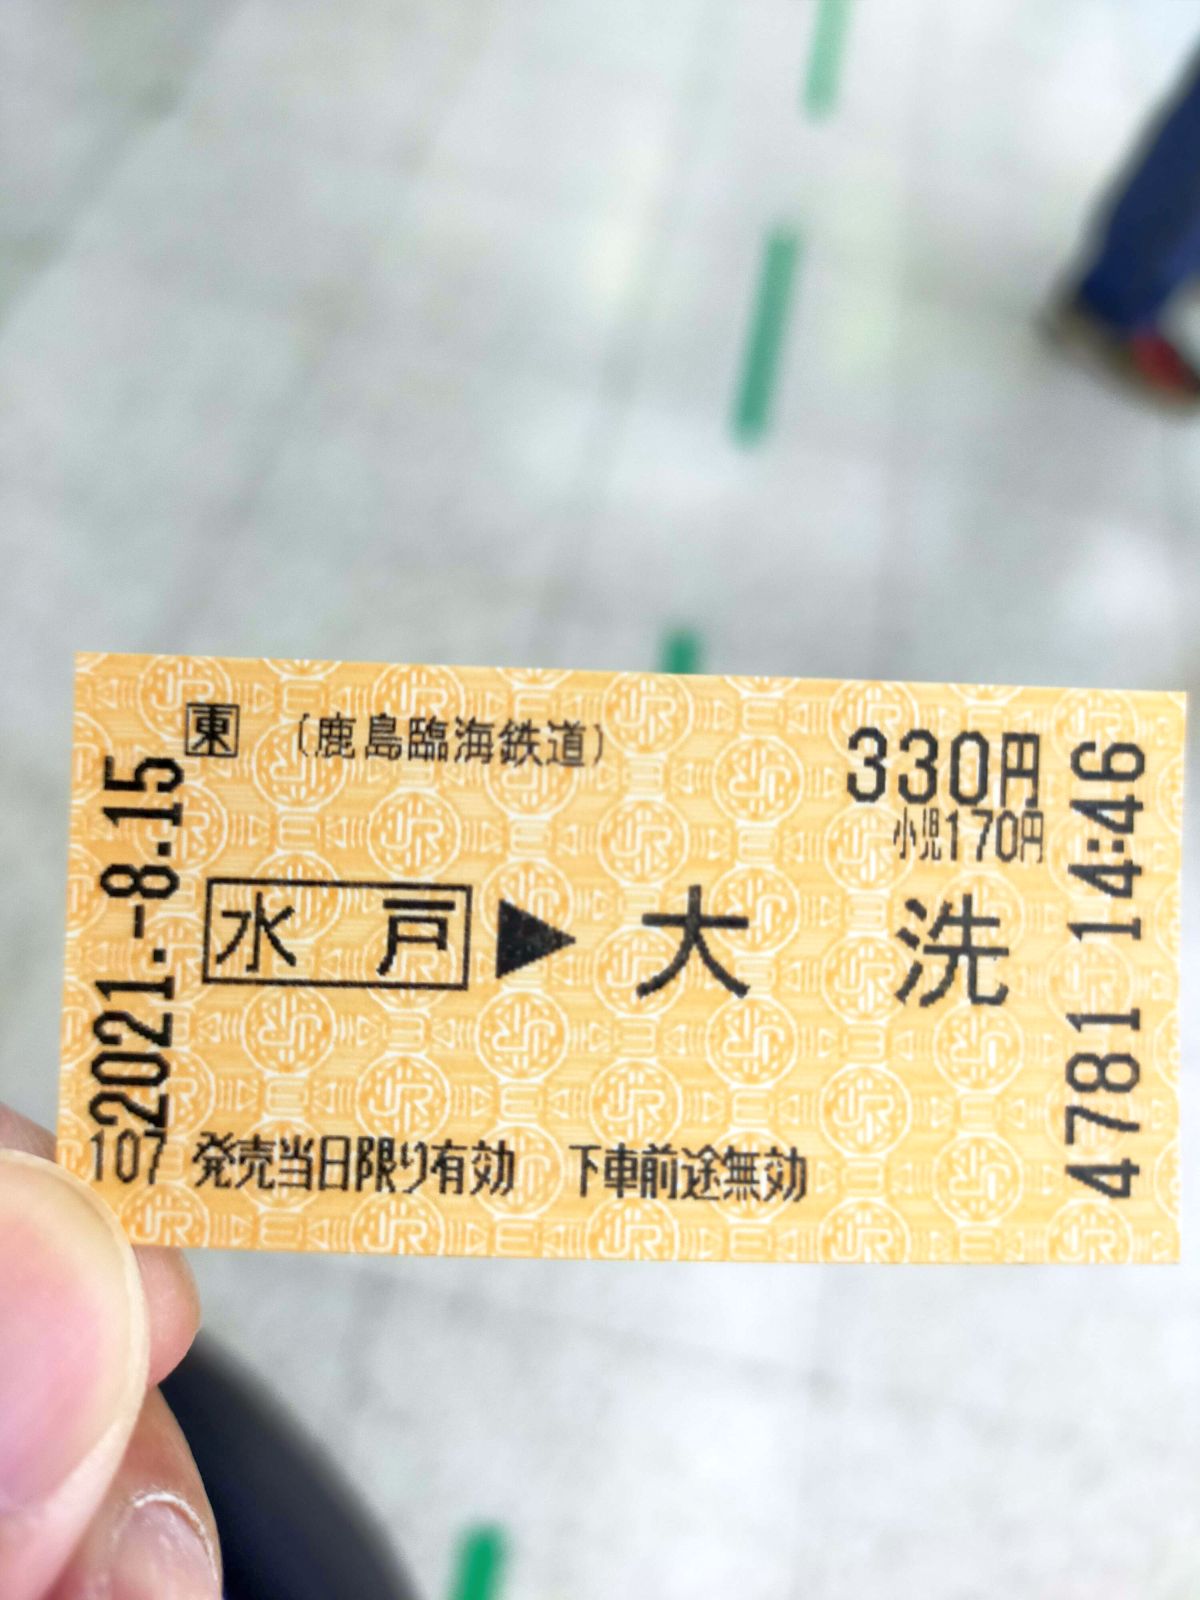 東 (鹿島臨海鉄道)
330円
小児170円
水戸▶大洗
107 発売当日限り有効 下車前途無効
2021.-8.15
4781 14:46